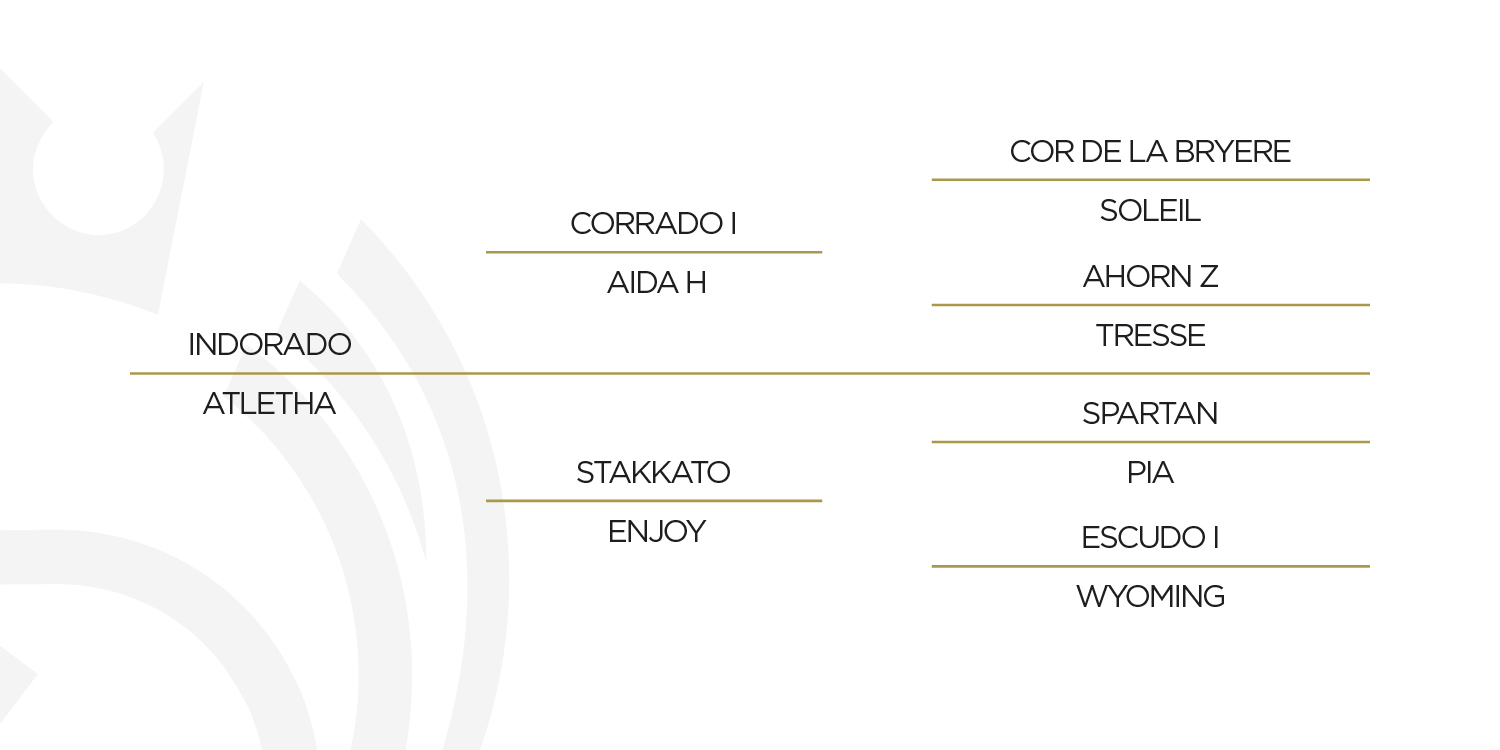 COR DE LA BRYERE
SOLEIL
CORRADO I
AIDA H
AHORN Z
TRESSE
INDORADO
ATLETHA
SPARTAN
PIA
STAKKATO
ENJOY
ESCUDO I
WYOMING